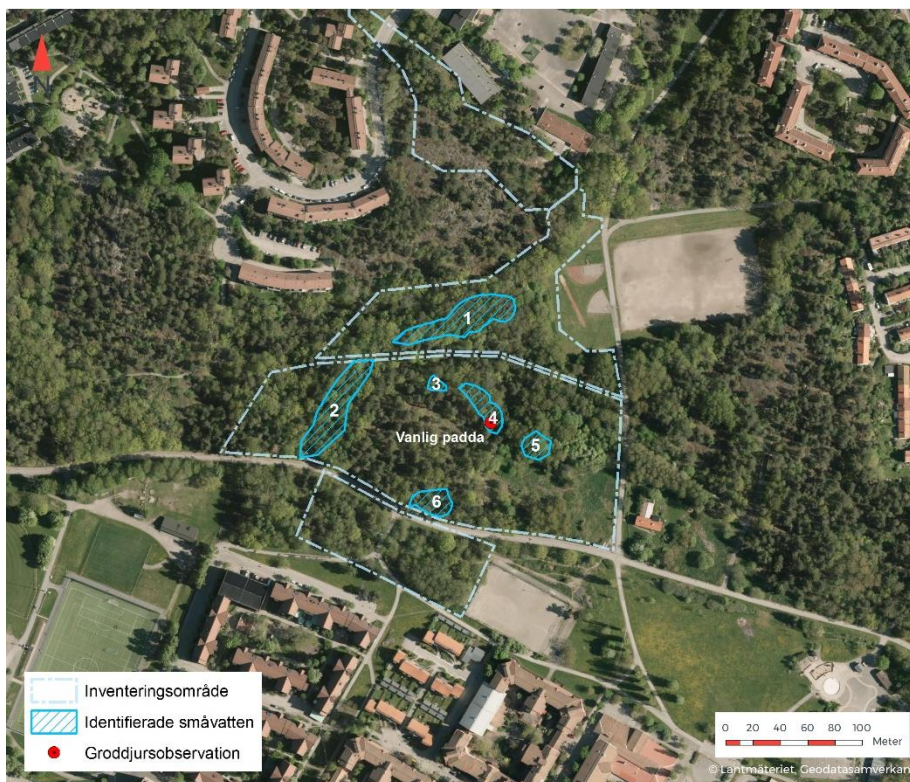 1
2
3
4
Vanlig padda
5
6
Inventeringsområde
Identifierade småvatten
Groddjursobservation
0 20 40 60 80 100
Meter
© Lantmäteriet, Geodatasamverkan